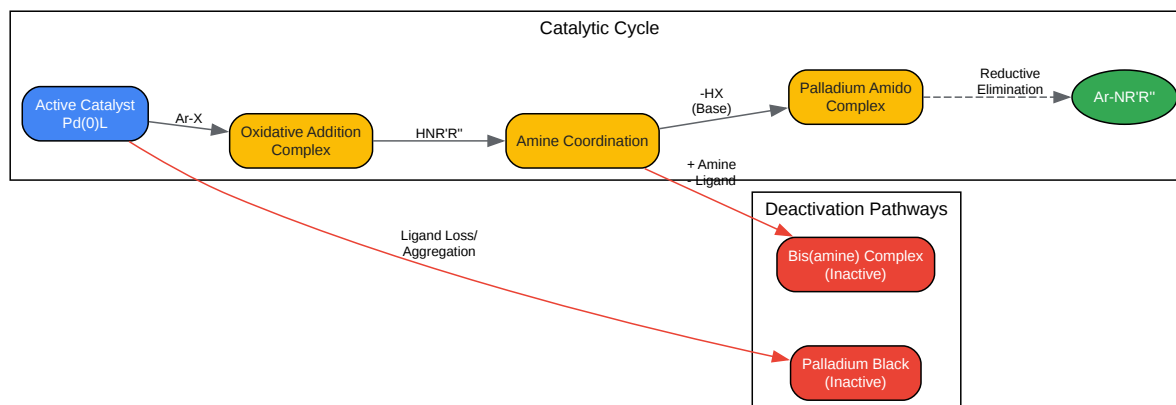 Catalytic Cycle
Active Catalyst
Pd(0)L
Ar-X
Oxidative Addition
Complex
HNR'R"
Amine Coordination
-HX
(Base)
Palladium Amido
Complex
Reductive
Elimination
Ar-NR'R"
+ Amine
- Ligand
Ligand Loss/
Aggregation
Deactivation Pathways
Bis(amine) Complex
(Inactive)
Palladium Black
(Inactive)